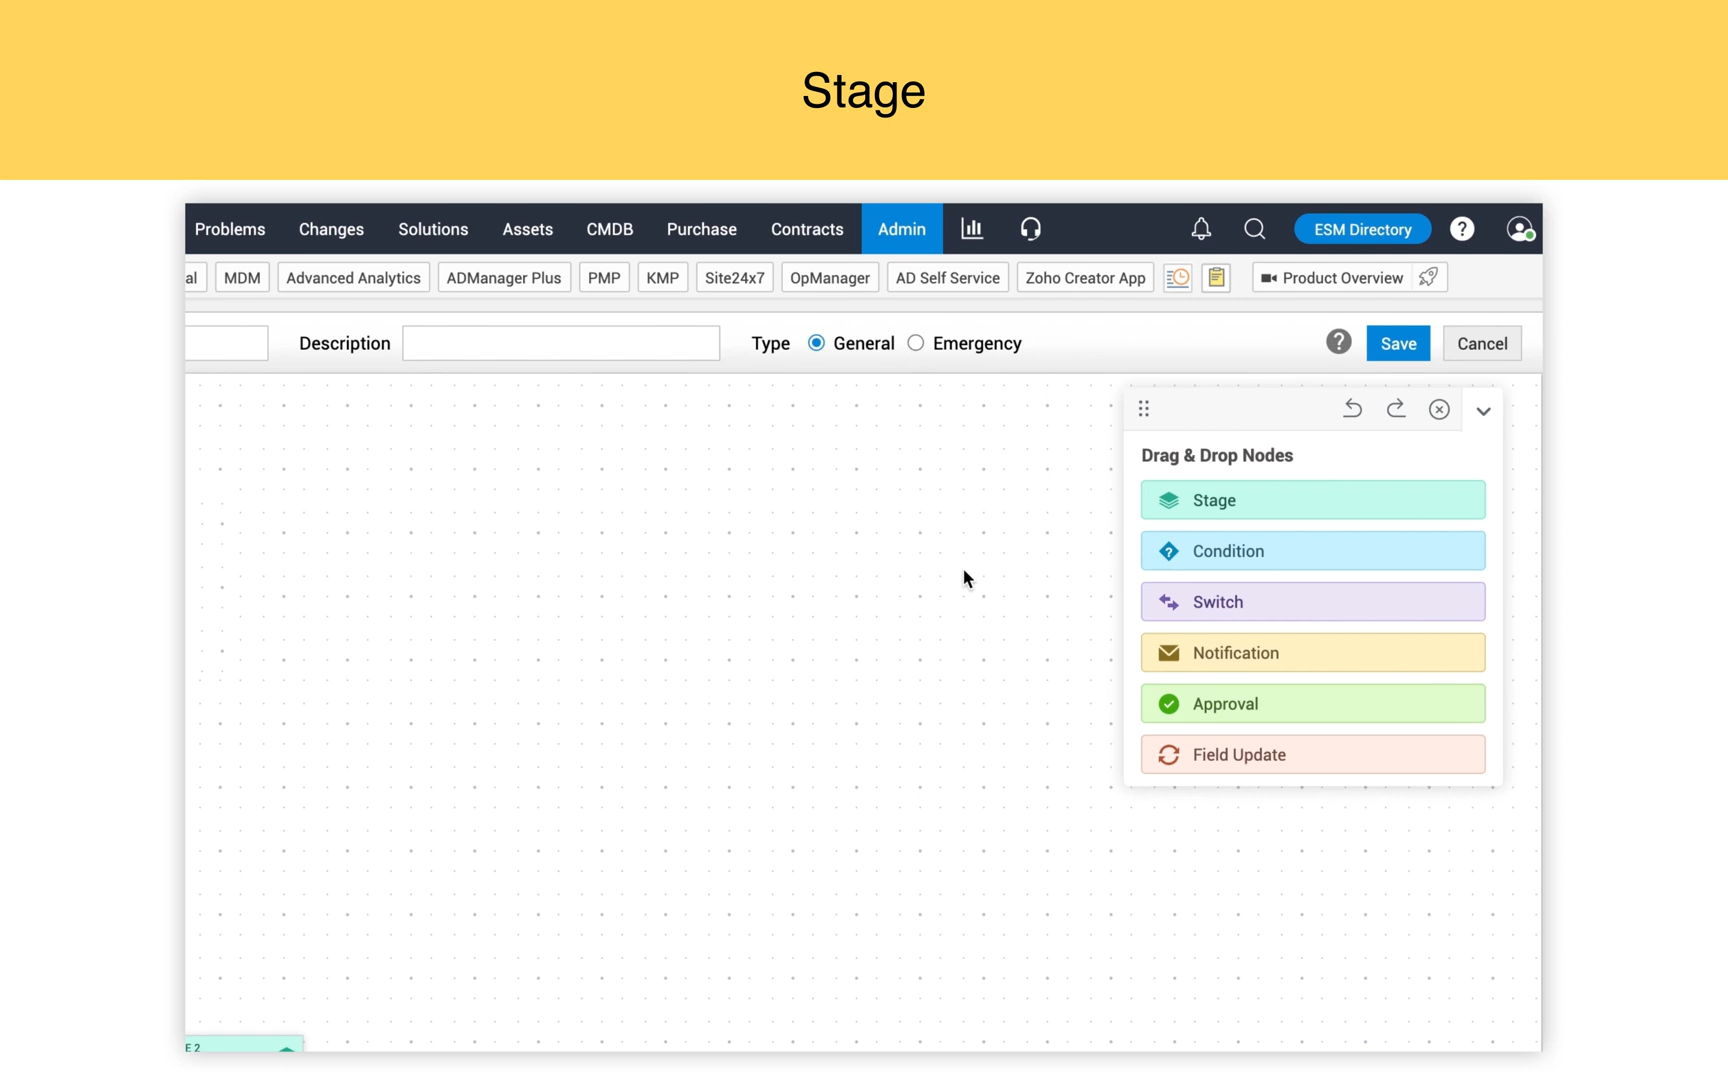 Stage
Problems Changes Solutions Assets CMDB Purchase Contracts Admin ESM Directory ?
al MDM Advanced Analytics ADManager Plus PMP KMP Site24x7 OpManager AD Self Service Zoho Creator App Product Overview
Description Type General Emergency ? Save Cancel
Drag & Drop Nodes
Stage
? Condition
Switch
Notification
Approval
Field Update
E 2